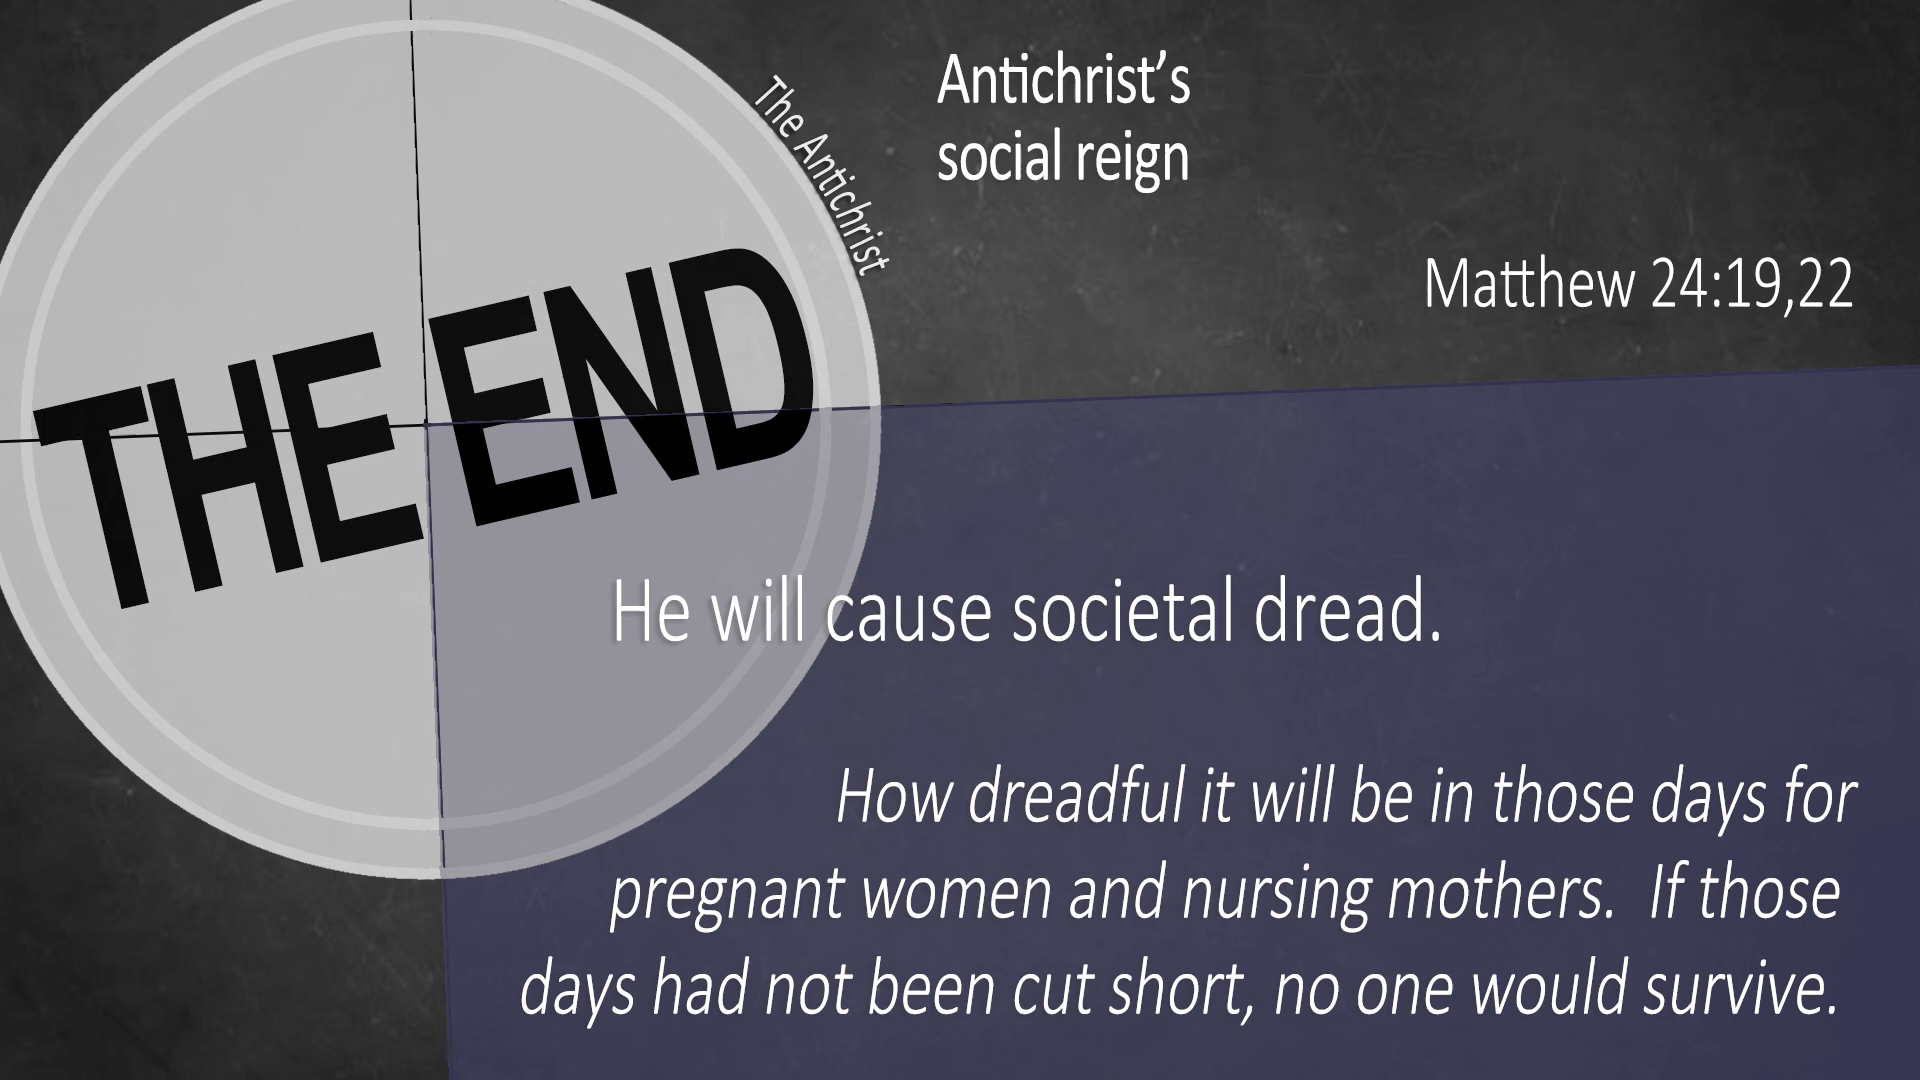 THE END
The Antichrist
Antichrist’s
social reign
Matthew 24:19,22
He will cause societal dread.
How dreadful it will be in those days for
pregnant women and nursing mothers.  If those
days had not been cut short, no one would survive.